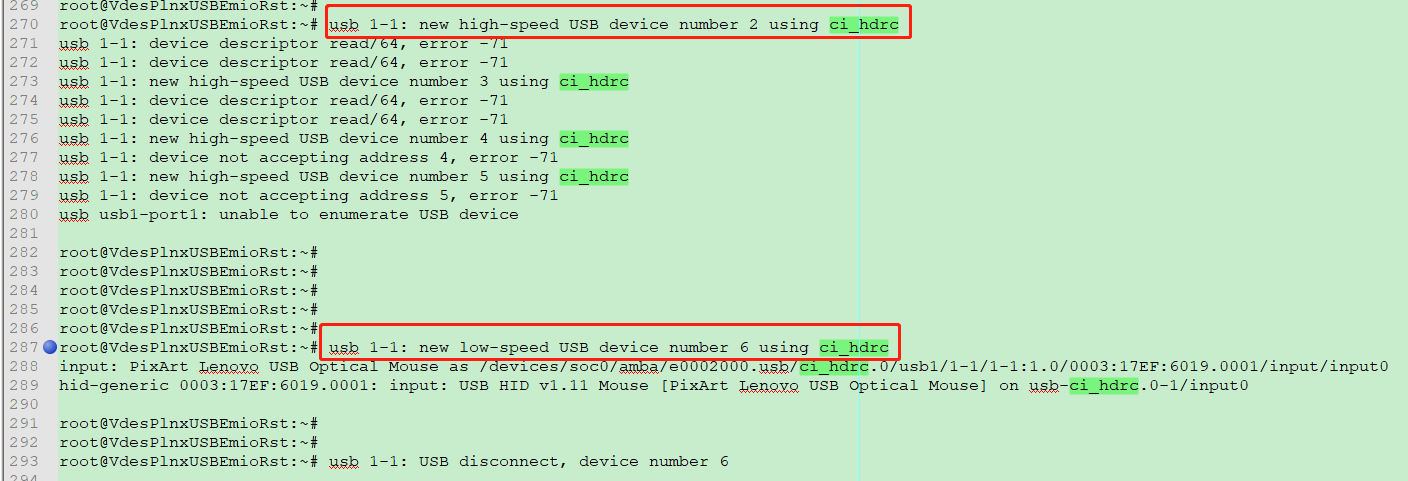 269 root@VdesPlnxUSBEmioRst:~#
270 root@VdesPlnxUSBEmioRst:~# usb 1-1: new high-speed USB device number 2 using ci_hdrc
271 usb 1-1: device descriptor read/64, error -71
272 usb 1-1: device descriptor read/64, error -71
273 usb 1-1: new high-speed USB device number 3 using ci_hdrc
274 usb 1-1: device descriptor read/64, error -71
275 usb 1-1: device descriptor read/64, error -71
276 usb 1-1: new high-speed USB device number 4 using ci_hdrc
277 usb 1-1: device not accepting address 4, error -71
278 usb 1-1: new high-speed USB device number 5 using ci_hdrc
279 usb 1-1: device not accepting address 5, error -71
280 usb usb1-port1: unable to enumerate USB device
281
282 root@VdesPlnxUSBEmioRst:~#
283 root@VdesPlnxUSBEmioRst:~#
284 root@VdesPlnxUSBEmioRst:~#
285 root@VdesPlnxUSBEmioRst:~#
286 root@VdesPlnxUSBEmioRst:~#
287 root@VdesPlnxUSBEmioRst:~# usb 1-1: new low-speed USB device number 6 using ci_hdrc
288 input: PixArt Lenovo USB Optical Mouse as /devices/soc0/amba/e0002000.usb/ci_hdrc.0/usb1/1-1/1-1:1.0/0003:17EF:6019.0001/input/input0
289 hid-generic 0003:17EF:6019.0001: input: USB HID v1.11 Mouse [PixArt Lenovo USB Optical Mouse] on usb-ci_hdrc.0-1/input0
290
291 root@VdesPlnxUSBEmioRst:~#
292 root@VdesPlnxUSBEmioRst:~#
293 root@VdesPlnxUSBEmioRst:~# usb 1-1: USB disconnect, device number 6
294